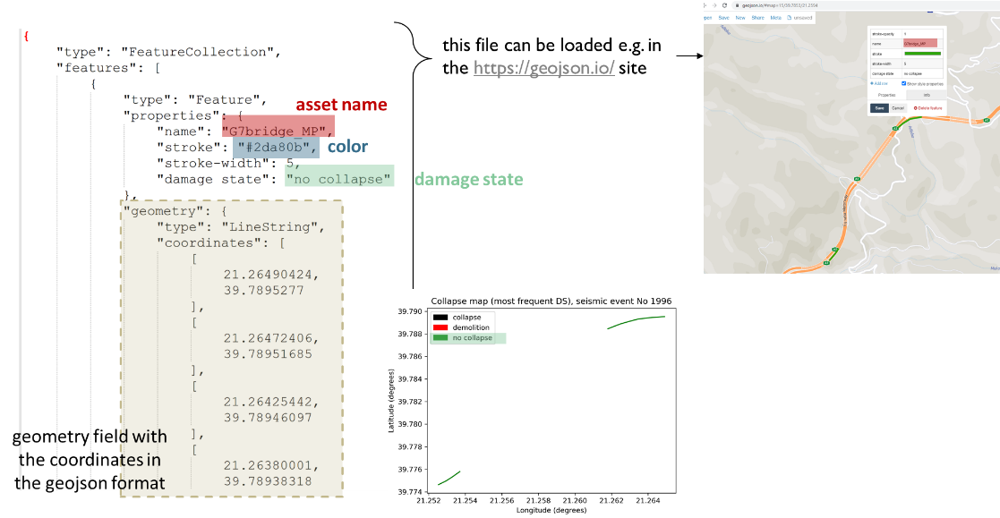 {
"type": "FeatureCollection",
"features": [
{
"type": "Feature",
"properties": {
asset name
"name": "G7bridge_MP",
"stroke": "#2da80b",
color
"stroke-width": 5,
"damage state": "no collapse"
damage state
},
"geometry": {
"type": "LineString",
"coordinates": [
[
21.26490424,
39.7895277
],
[
21.26472406,
39.78951685
],
[
21.26425442,
39.78946097
],
[
21.26380001,
39.78938318
geometry field with
the coordinates in
the geojson format
this file can be loaded e.g. in
the https://geojson.io/ site
Open Save New Share Meta unsaved
stroke-opacity 1
name G7bridge_MP
stroke
stroke-width 5
damage state no collapse
Add row Show style properties
Properties Info
Save Cancel Delete feature
Collapse map (most frequent DS), seismic event No 1996
collapse
demolition
no collapse
39.790
39.788
39.786
39.784
39.782
39.780
39.778
39.776
39.774
Latitude (degrees)
21.252 21.254 21.256 21.258 21.260 21.262 21.264
Longitude (degrees)